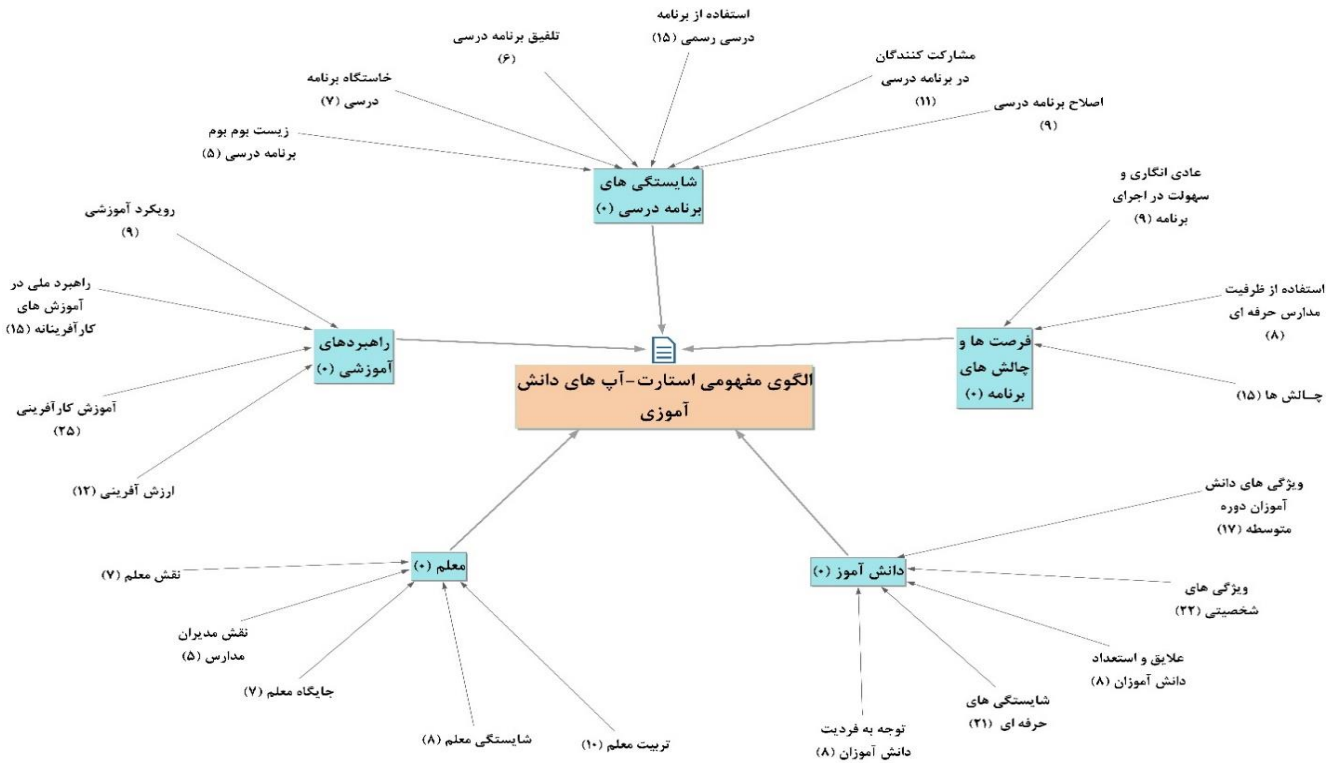 استفاده از برنامه
درسی رسمی (۱۵)
تلفیق برنامه درسی
(۶)
مشارکت کنندگان
در برنامه درسی
(۱۱)
خاستگاه برنامه
درسی (۷)
اصلاح برنامه درسی
(۹)
زیست بوم بوم
برنامه درسی (۵)
شایستگی های
برنامه درسی (۰)
عادی انگاری و
سهولت در اجرای
برنامه (۹)
استفاده از ظرفیت
مدارس حرفه ای
(۸)
چــالش ها (۱۵)
فرصت ها و
چالش های
برنامه (۰)
رویکرد آموزشی
(۹)
راهبرد ملی در
آموزش های
کارآفرینانه (۱۵)
آموزش کارآفرینی
(۲۵)
ارزش آفرینی (۱۲)
راهبردهای
آموزشی (۰)
الگوی مفهومی استارت-آپ های دانش
آموزی
ویژگی های دانش
آموزان دوره
متوسطه (۱۷)
ویژگی های
شخصیتی (۲۲)
علایق و استعداد
دانش آموزان (۸)
شایستگی های
حرفه ای (۲۱)
توجه به فردیت
دانش آموزان (۸)
دانش آموز (۰)
معلم (۰)
نقش معلم (۷)
نقش مدیران
مدارس (۵)
جایگاه معلم (۷)
شایستگی معلم (۸)
تربیت معلم (۱۰)